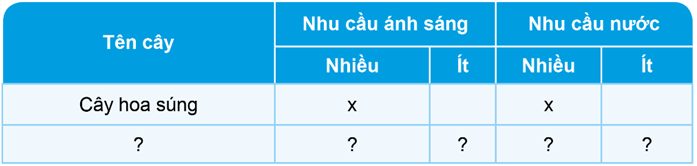 Tên cây Nhu cầu ánh sáng Nhu cầu nước
Nhiều Ít Nhiều Ít
Cây hoa súng x x
? ? ? ? ?